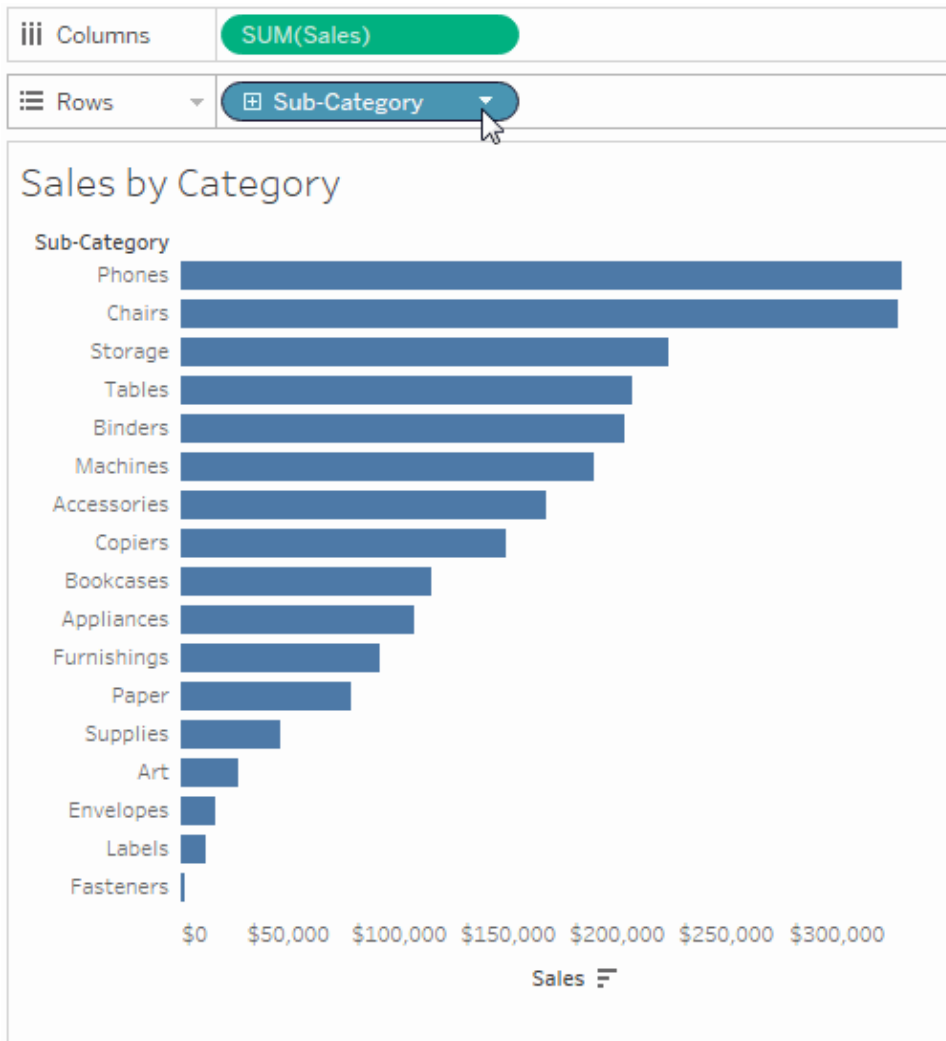 Columns SUM(Sales)
Rows Sub-Category
Sales by Category
Sub-Category
Phones
Chairs
Storage
Tables
Binders
Machines
Accessories
Copiers
Bookcases
Appliances
Furnishings
Paper
Supplies
Art
Envelopes
Labels
Fasteners
$0 $50,000 $100,000 $150,000 $200,000 $250,000 $300,000
Sales